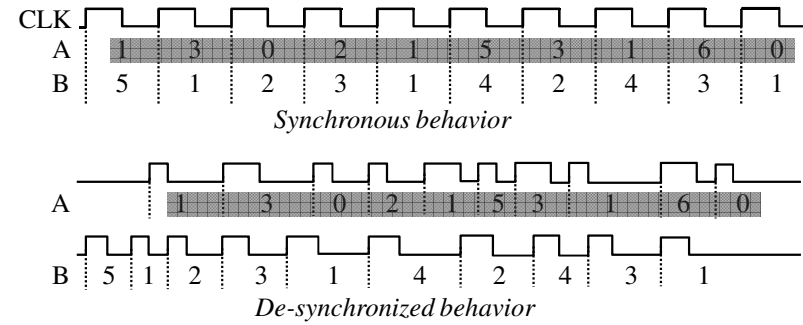 CLK
A 1 3 0 2 1 5 3 1 6 0
B 5 1 2 3 1 4 2 4 3 1
Synchronous behavior
A 1 3 0 2 1 5 3 1 6 0
B 5 1 2 3 1 4 2 4 3 1
De-synchronized behavior